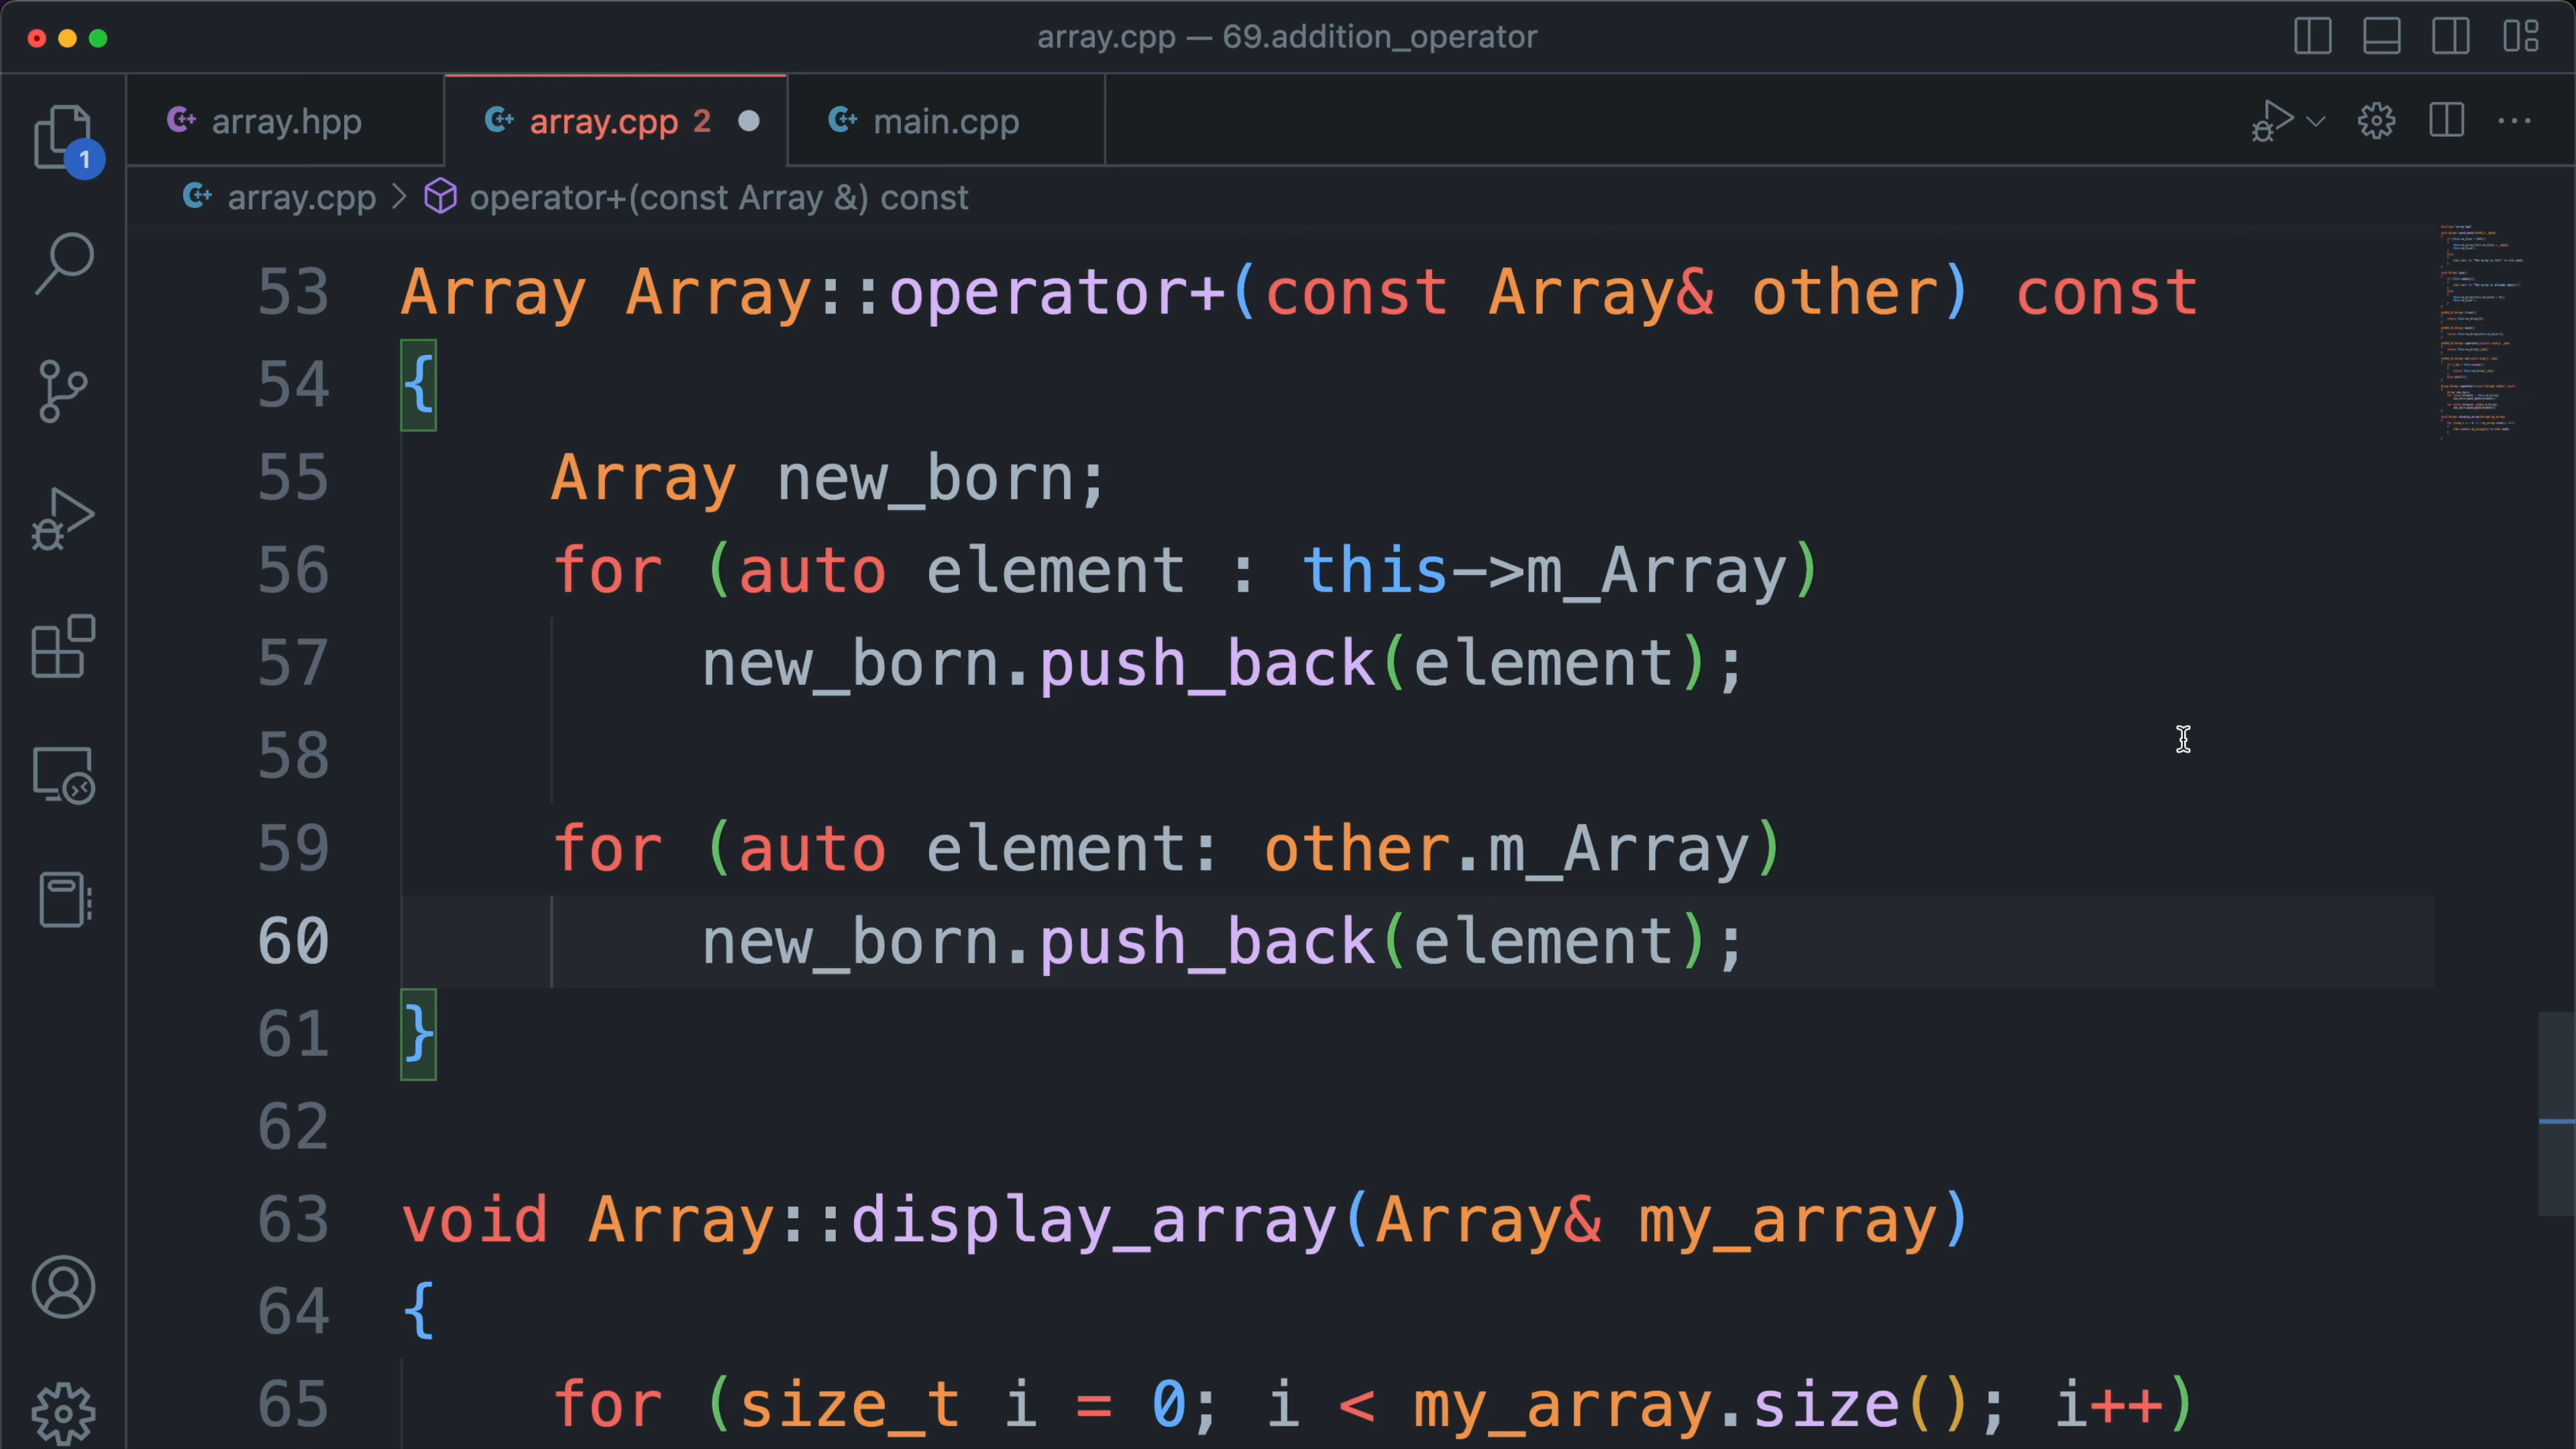 array.cpp — 69.addition_operator
array.hpp
array.cpp 2
main.cpp
1
array.cpp > operator+(const Array &) const
53 Array Array::operator+(const Array& other) const
54 {
55 Array new_born;
56 for (auto element : this->m_Array)
57 new_born.push_back(element);
58
59 for (auto element: other.m_Array)
60 new_born.push_back(element);
61 }
62
63 void Array::display_array(Array& my_array)
64 {
65 for (size_t i = 0; i < my_array.size(); i++)